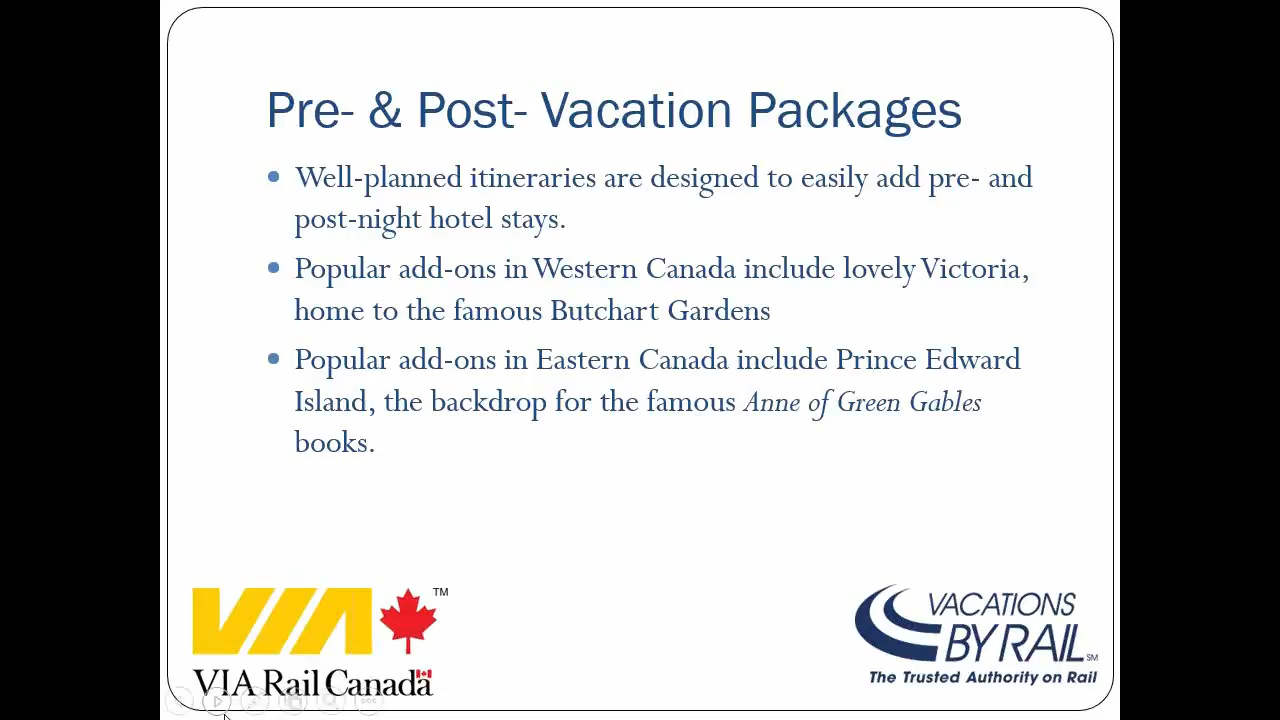 Pre- & Post- Vacation Packages
Well-planned itineraries are designed to easily add pre- and
post-night hotel stays.
Popular add-ons in Western Canada include lovely Victoria,
home to the famous Butchart Gardens
Popular add-ons in Eastern Canada include Prince Edward
Island, the backdrop for the famous Anne of Green Gables
books.
VIA TM
VIA Rail Canada
VACATIONS
BY RAIL SM
The Trusted Authority on Rail